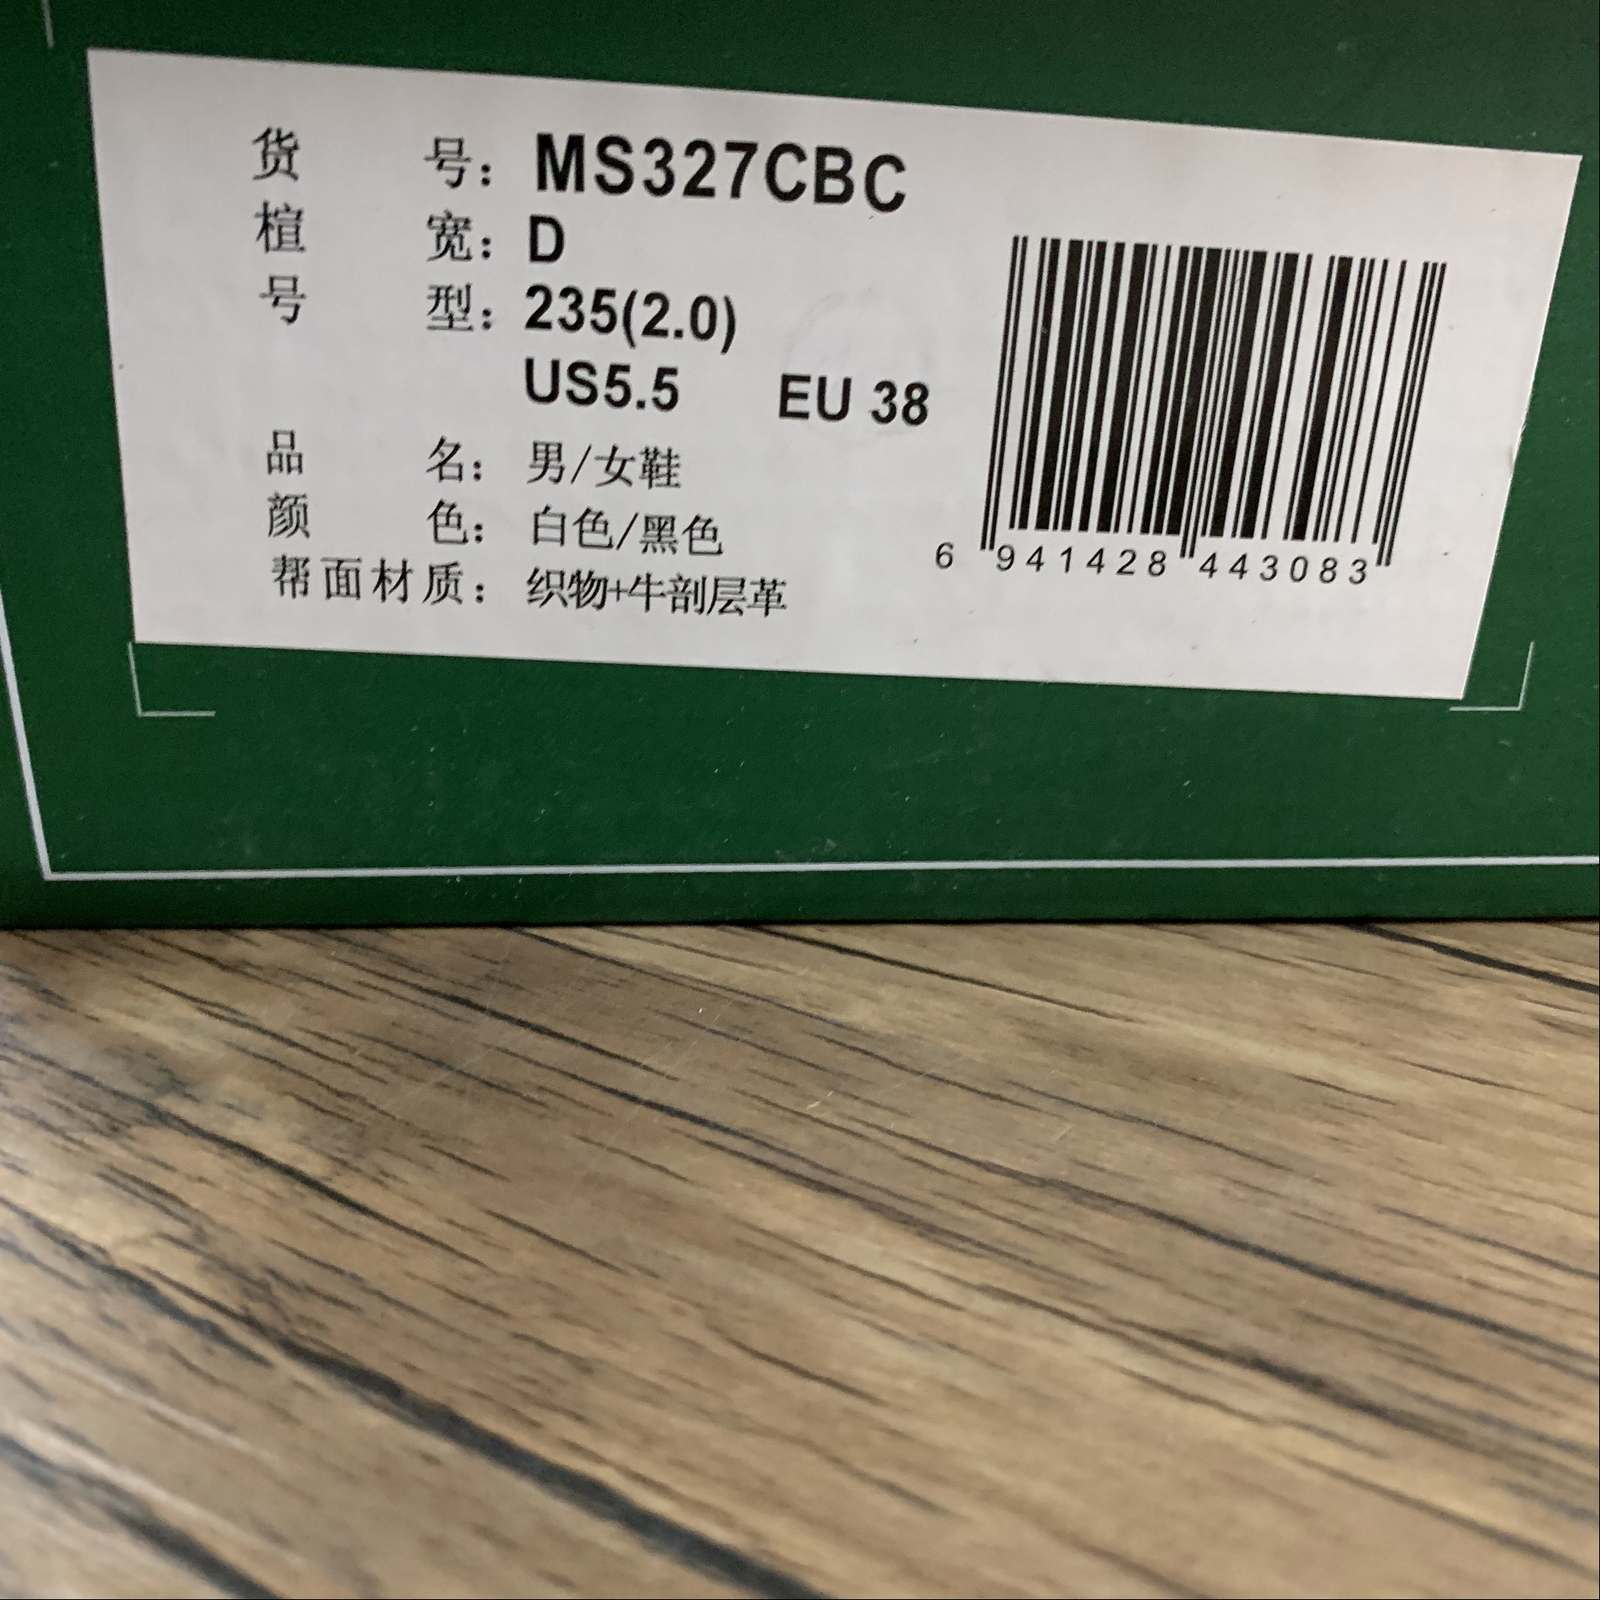 货 号: MS327CBC
楦 宽: D
号 型: 235(2.0)
US5.5 EU 38
品 名: 男/女鞋
颜 色: 白色/黑色
帮面材质: 织物+牛剖层革
6 941428 443083